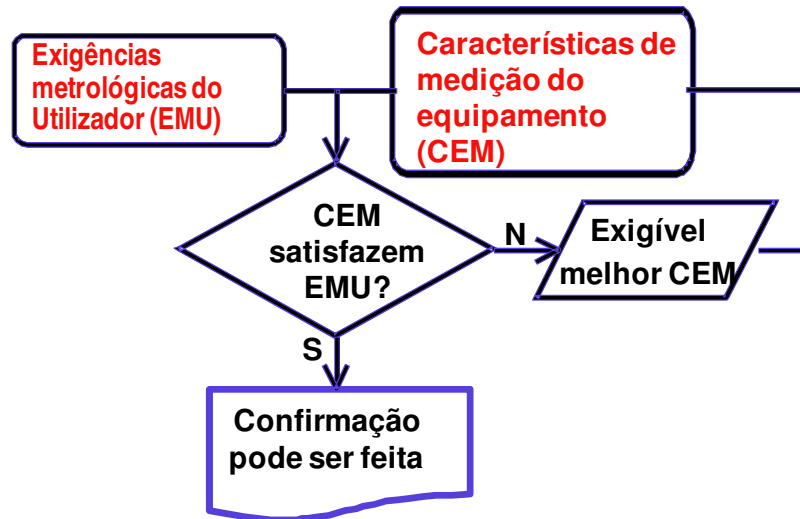 Exigências
metrológicas do
Utilizador (EMU)
Características de
medição do
equipamento
(CEM)
CEM
satisfazem
EMU?
N
Exigível
melhor CEM
S
Confirmação
pode ser feita